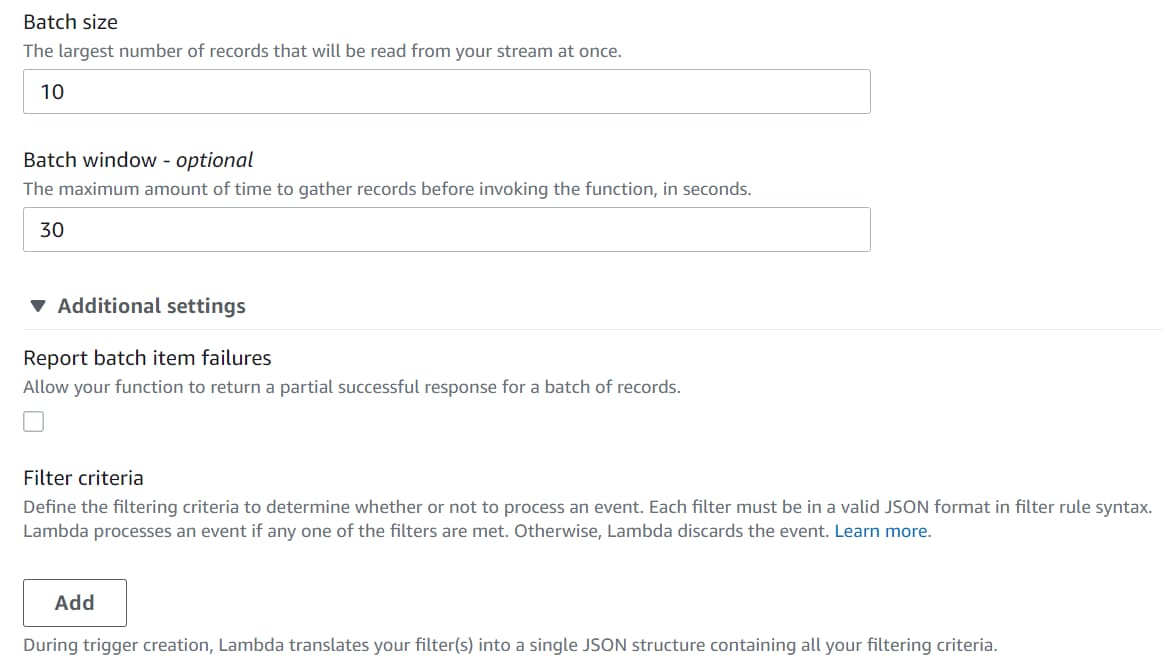 Batch size
The largest number of records that will be read from your stream at once.
10
Batch window - optional
The maximum amount of time to gather records before invoking the function, in seconds.
30
Additional settings
Report batch item failures
Allow your function to return a partial successful response for a batch of records.
Filter criteria
Define the filtering criteria to determine whether or not to process an event. Each filter must be in a valid JSON format in filter rule syntax.
Lambda processes an event if any one of the filters are met. Otherwise, Lambda discards the event. Learn more.
Add
During trigger creation, Lambda translates your filter(s) into a single JSON structure containing all your filtering criteria.